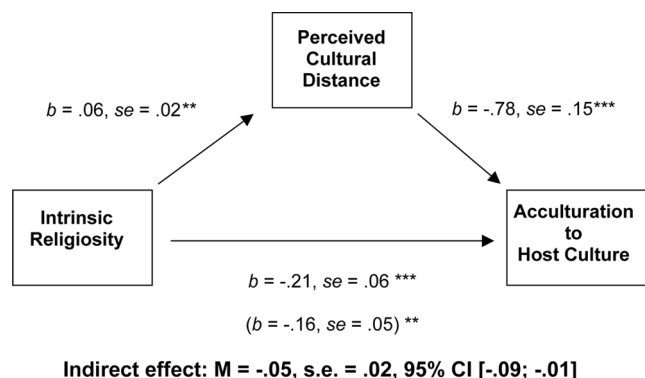 Perceived
Cultural
Distance
b = .06, se = .02**
b = -.78, se = .15***
Intrinsic
Religiosity
Acculturation
to
Host Culture
b = -.21, se = .06 ***
(b = -.16, se = .05) **
Indirect effect: M = -.05, s.e. = .02, 95% CI [-.09; -.01]